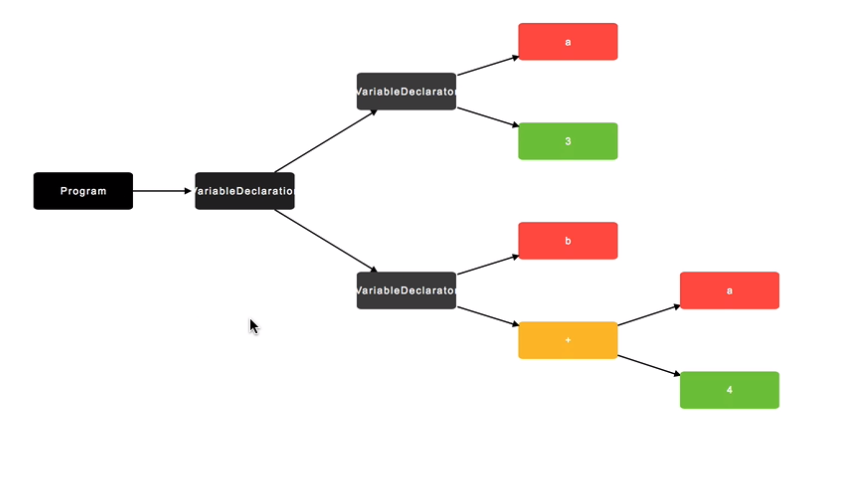 a
VariableDeclarator
3
Program
VariableDeclaration
b
VariableDeclarator
a
+
4